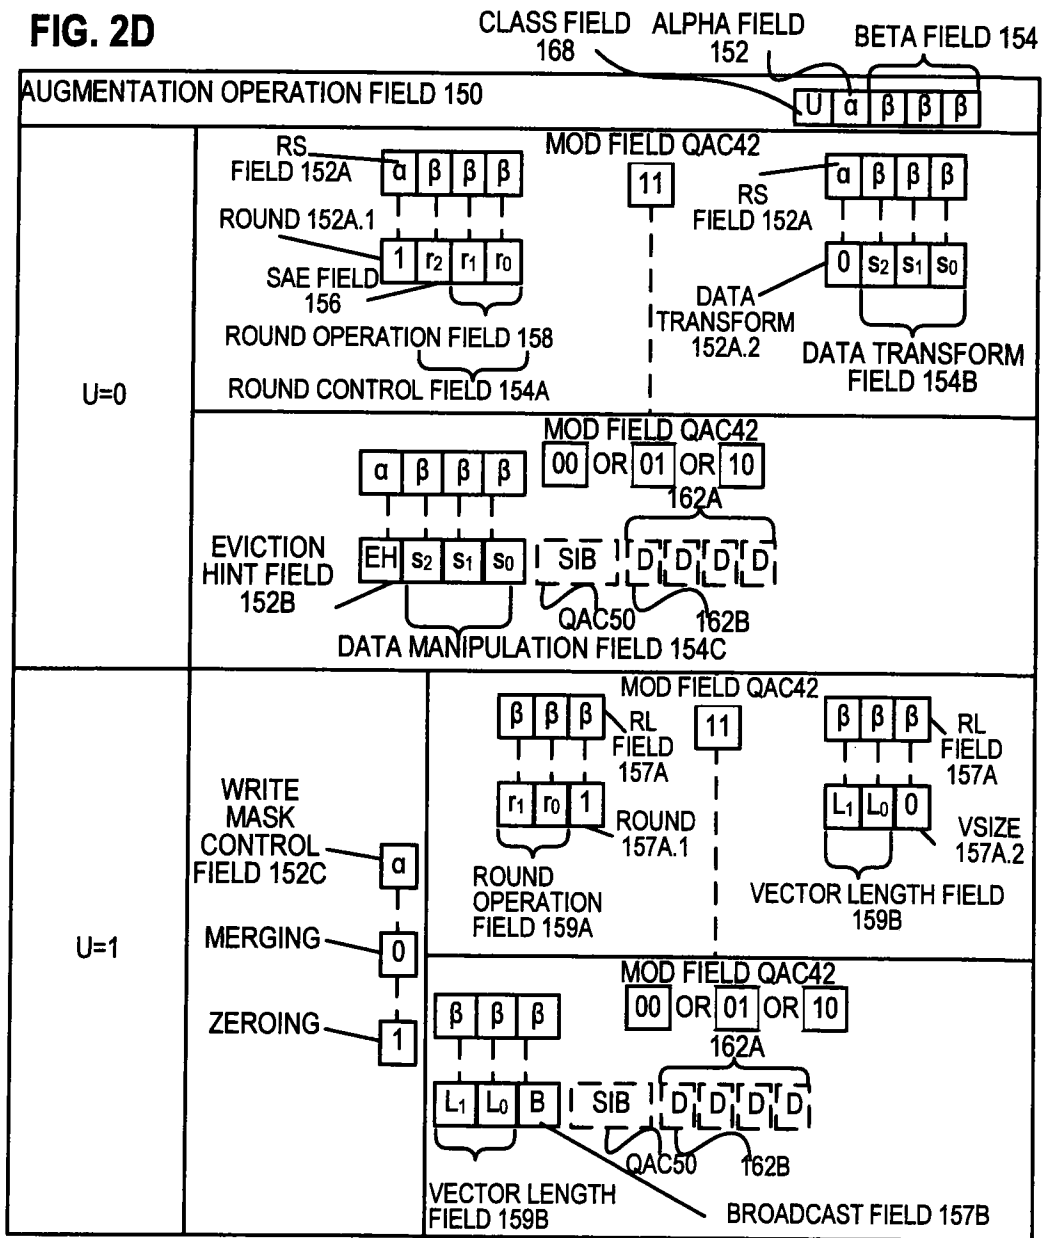 FIG. 2D
CLASS FIELD
168
ALPHA FIELD
152
BETA FIELD 154
AUGMENTATION OPERATION FIELD 150
U α β β β
U=0
RS
FIELD 152A
α β β β
ROUND 152A.1
1 r2 r1 r0
SAE FIELD
156
ROUND OPERATION FIELD 158
ROUND CONTROL FIELD 154A
MOD FIELD QAC42
11
RS
FIELD 152A
α β β β
0 s2 s1 s0
DATA
TRANSFORM
152A.2
DATA TRANSFORM
FIELD 154B
MOD FIELD QAC42
00 OR 01 OR 10
α β β β
162A
EVICTION
HINT FIELD
152B
EH s2 s1 s0 SIB D D D D
QAC50
162B
DATA MANIPULATION FIELD 154C
U=1
WRITE
MASK
CONTROL
FIELD 152C
α
MERGING
0
ZEROING
1
MOD FIELD QAC42
11
β β β
RL
FIELD
157A
r1 r0 1
ROUND
157A.1
ROUND
OPERATION
FIELD 159A
β β β
RL
FIELD
157A
L1 L0 0
VSIZE
157A.2
VECTOR LENGTH FIELD
159B
MOD FIELD QAC42
00 OR 01 OR 10
β β β
162A
L1 L0 B SIB D D D D
QAC50
162B
VECTOR LENGTH
FIELD 159B
BROADCAST FIELD 157B